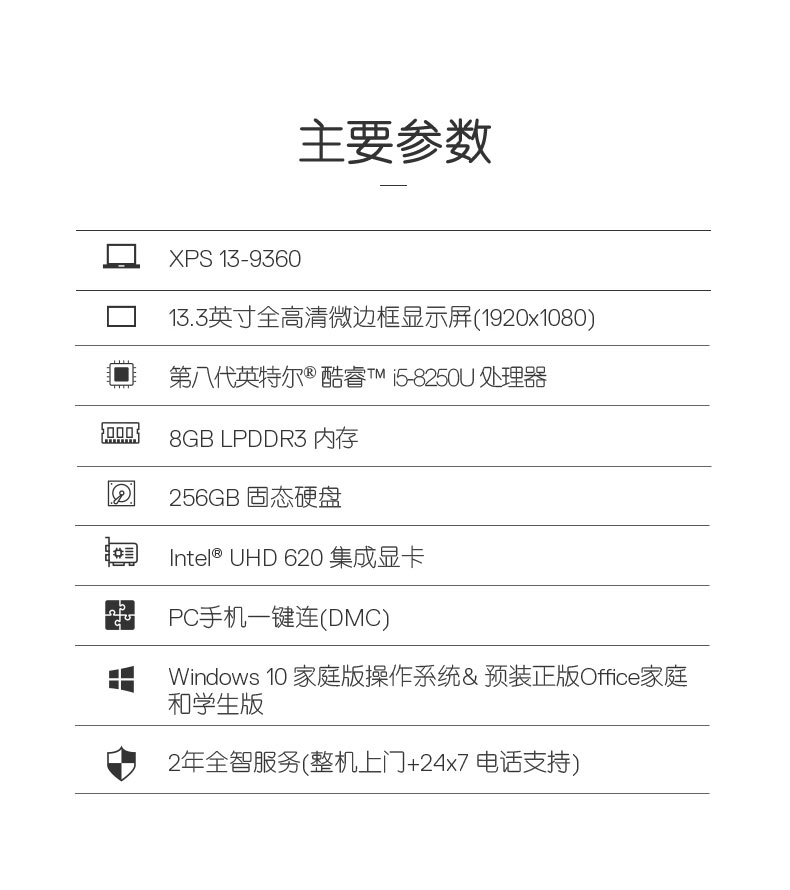 主要参数
XPS 13-9360
13.3英寸全高清微边框显示屏(1920x1080)
第八代英特尔® 酷睿™ i5-8250U 处理器
8GB LPDDR3 内存
256GB 固态硬盘
Intel® UHD 620 集成显卡
PC手机一键连(DMC)
Windows 10 家庭版操作系统& 预装正版Office家庭
和学生版
2年全智服务(整机上门+24x7 电话支持)